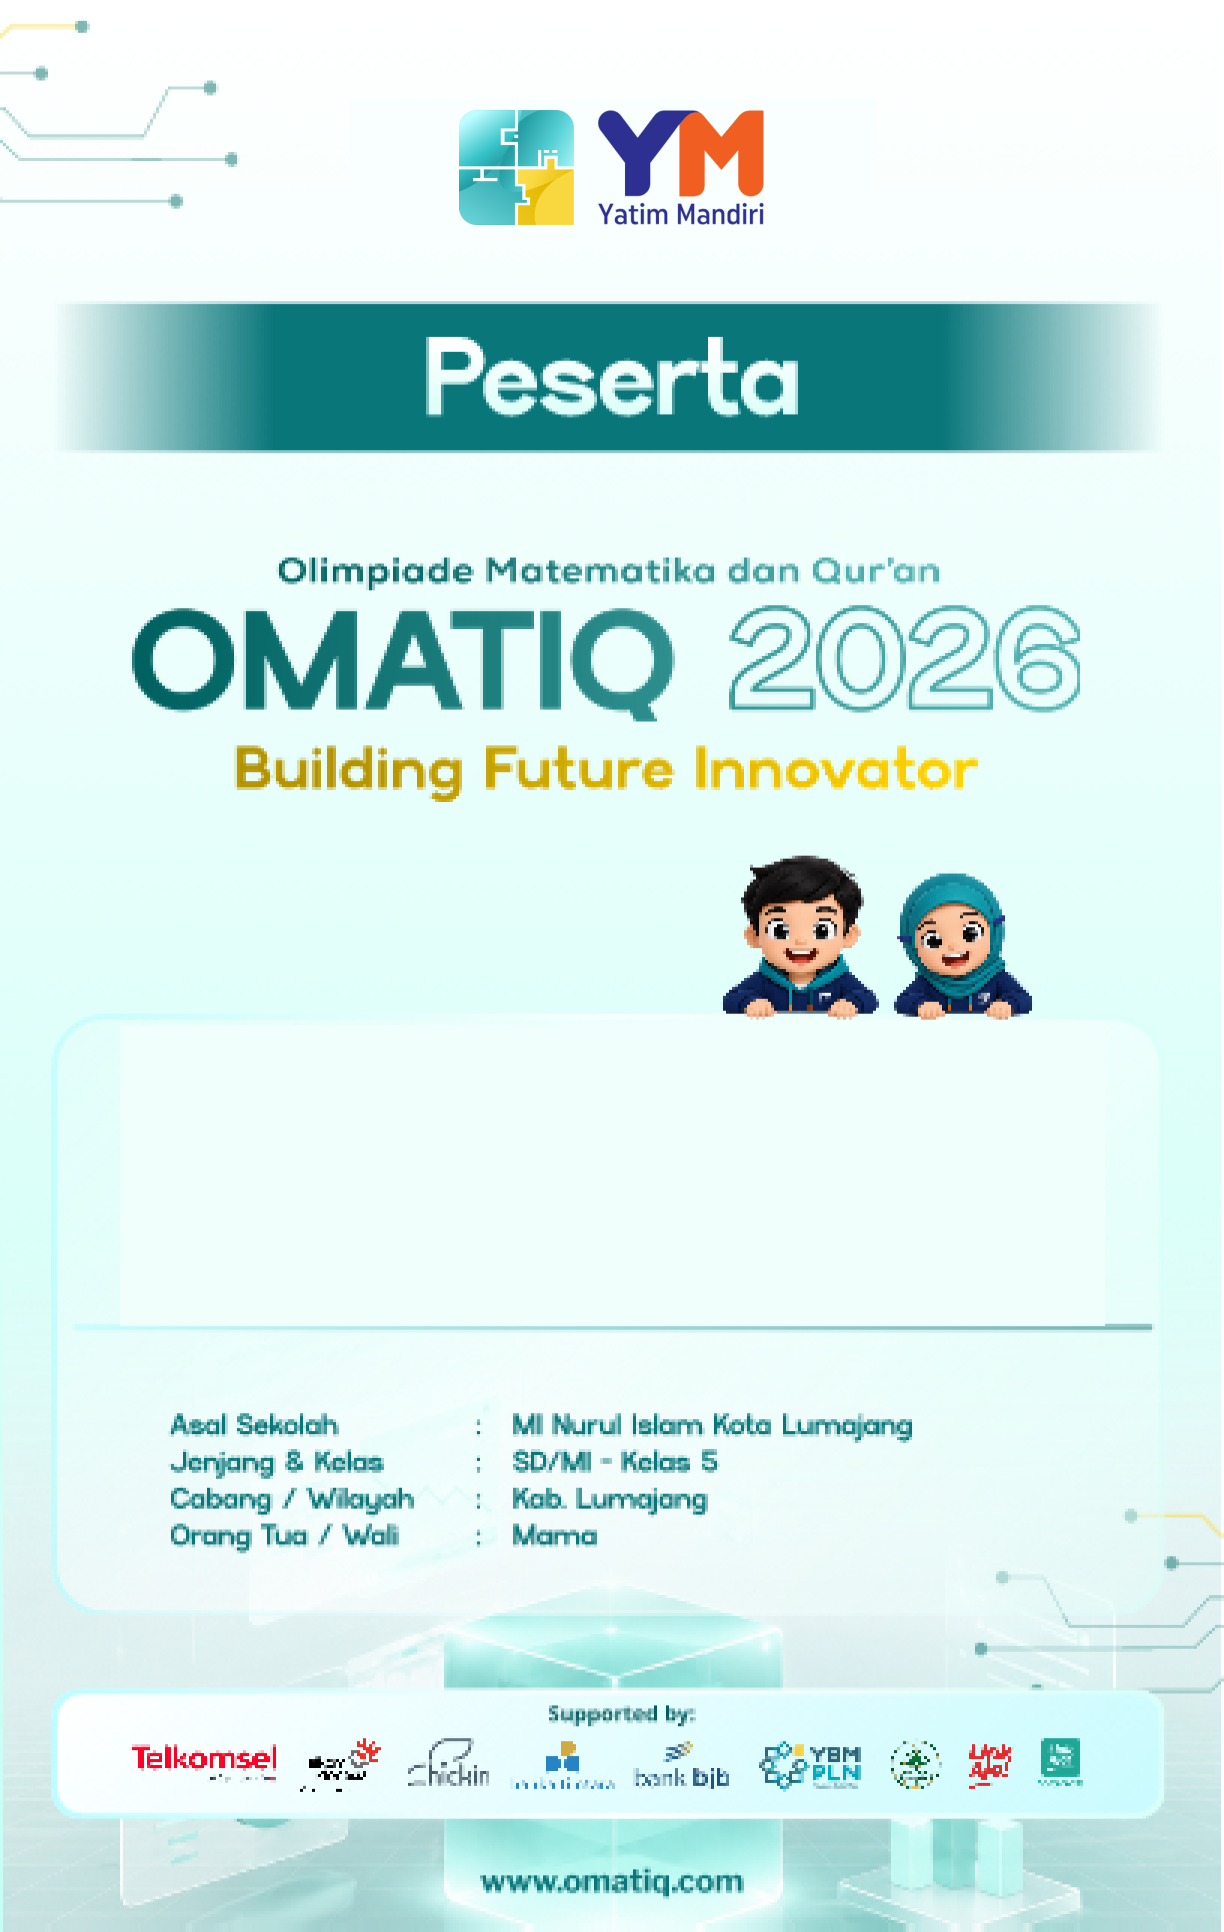 YM
Yatim Mandiri
Peserta
Olimpiade Matematika dan Qur'an
OMATIQ 2026
Building Future Innovator
Asal Sekolah : MI Nurul Islam Kota Lumajang
Jenjang & Kelas : SD/MI - Kelas 5
Cabang / Wilayah : Kab. Lumajang
Orang Tua / Wali : Mama
Supported by:
Telkomsel
chickin
bank bjb
YBM
PLN
www.omatiq.com